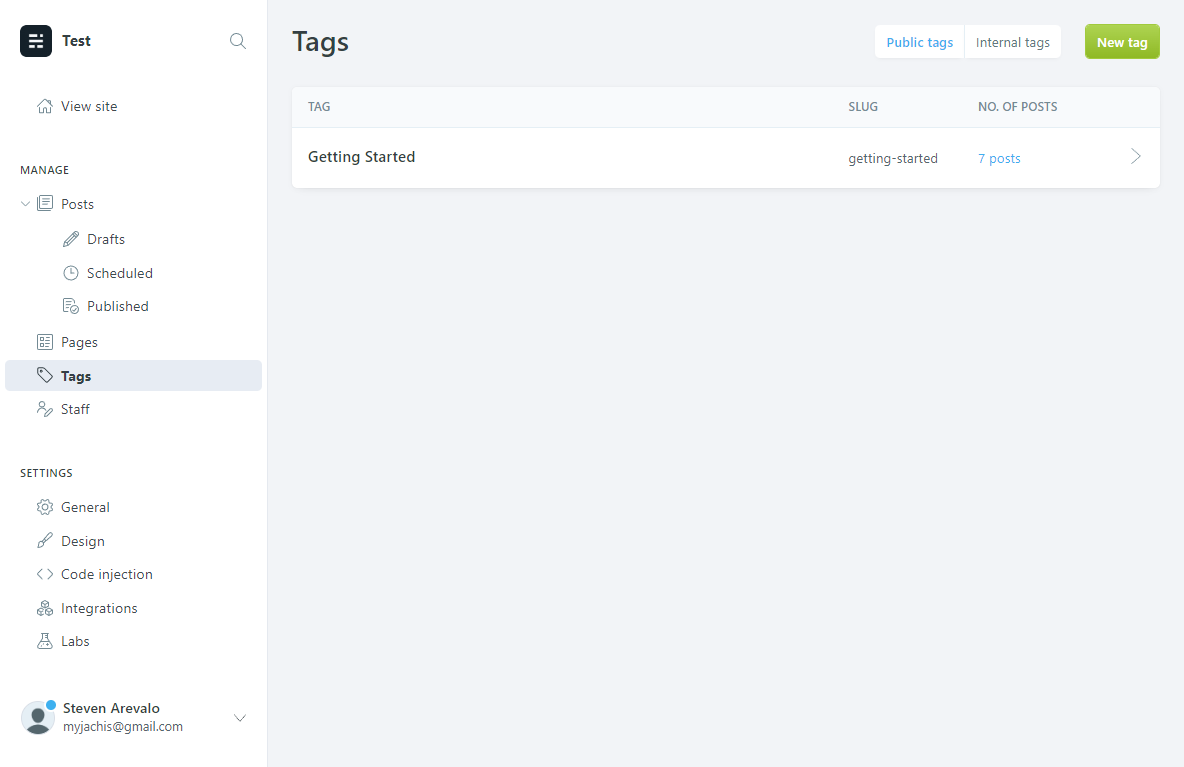 Test
View site
MANAGE
Posts
Drafts
Scheduled
Published
Pages
Tags
Staff
SETTINGS
General
Design
Code injection
Integrations
Labs
Steven Arevalo
myjachis@gmail.com
Tags
Public tags Internal tags New tag
TAG SLUG NO. OF POSTS
Getting Started getting-started 7 posts